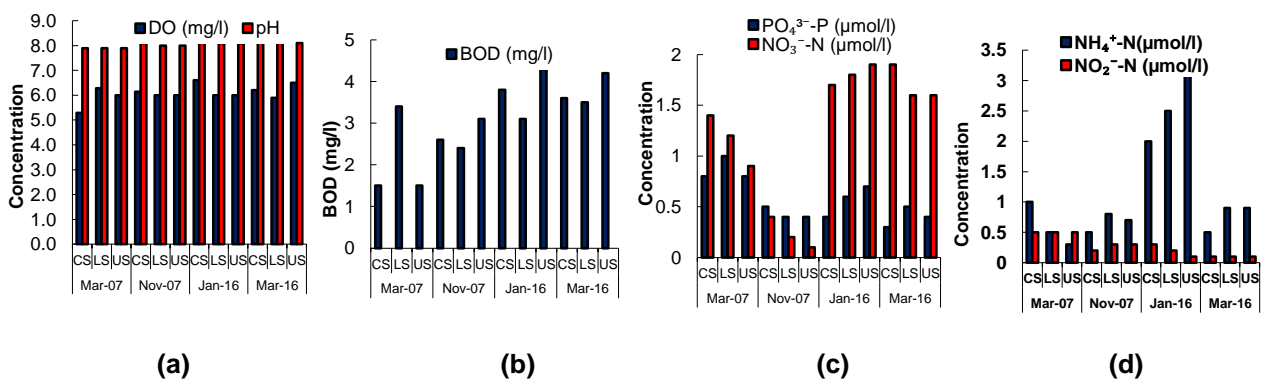 DO (mg/l) pH
Concentration
9.0
8.0
7.0
6.0
5.0
4.0
3.0
2.0
1.0
0.0
CS LS US CS LS US CS LS US CS LS US
Mar-07 Nov-07 Jan-16 Mar-16
(a)
BOD (mg/l)
BOD (mg/l)
5
4
3
2
1
0
CS LS US CS LS US CS LS US CS LS US
Mar-07 Nov-07 Jan-16 Mar-16
(b)
PO₄³⁻-P (µmol/l)
NO₃⁻-N (µmol/l)
Concentration
2
1.5
1
0.5
0
CS LS US CS LS US CS LS US CS LS US
Mar-07 Nov-07 Jan-16 Mar-16
(c)
NH₄⁺-N(µmol/l)
NO₂⁻-N (µmol/l)
Concentration
3.5
3
2.5
2
1.5
1
0.5
0
CS LS US CS LS US CS LS US CS LS US
Mar-07 Nov-07 Jan-16 Mar-16
(d)